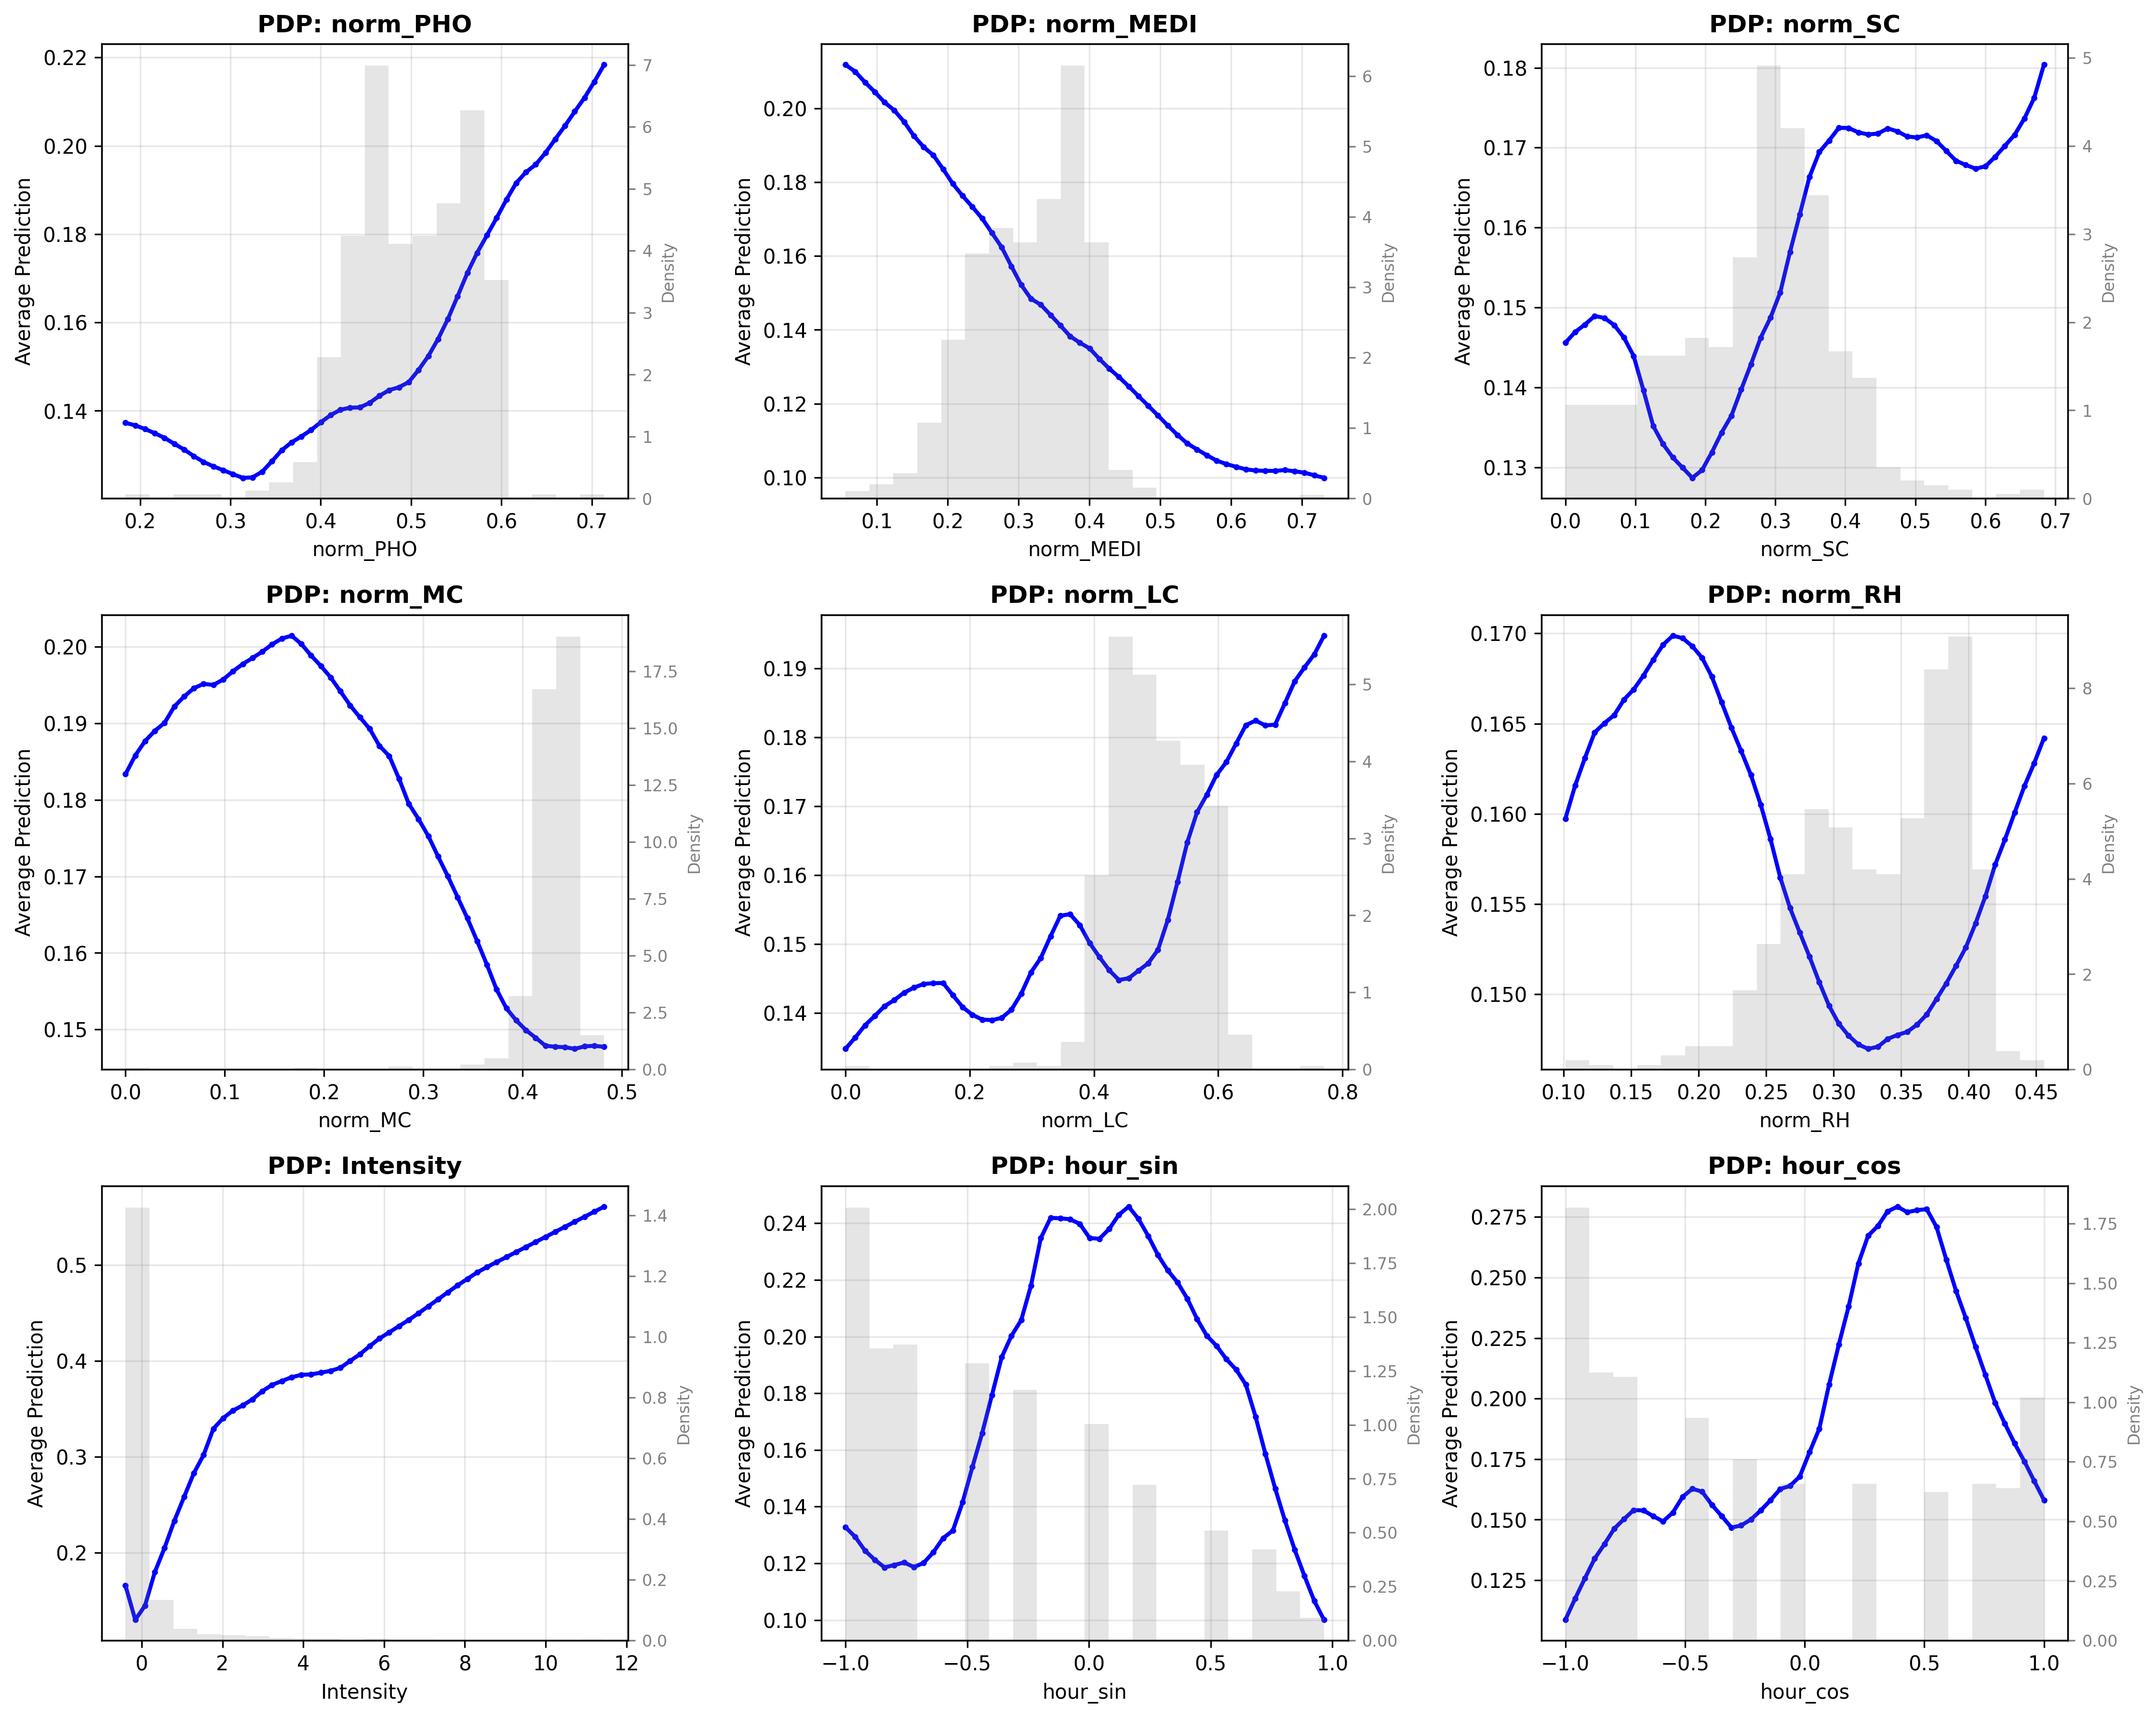 PDP: norm_PHO
0.22
0.20
0.18
0.16
0.14
Average Prediction
7
6
5
4
3
2
1
0
Density
0.2 0.3 0.4 0.5 0.6 0.7
norm_PHO
PDP: norm_MEDI
0.20
0.18
0.16
0.14
0.12
0.10
Average Prediction
6
5
4
3
2
1
0
Density
0.1 0.2 0.3 0.4 0.5 0.6 0.7
norm_MEDI
PDP: norm_SC
0.18
0.17
0.16
0.15
0.14
0.13
Average Prediction
5
4
3
2
1
0
Density
0.0 0.1 0.2 0.3 0.4 0.5 0.6 0.7
norm_SC
PDP: norm_MC
0.20
0.19
0.18
0.17
0.16
0.15
Average Prediction
17.5
15.0
12.5
10.0
7.5
5.0
2.5
0.0
Density
0.0 0.1 0.2 0.3 0.4 0.5
norm_MC
PDP: norm_LC
0.19
0.18
0.17
0.16
0.15
0.14
Average Prediction
5
4
3
2
1
0
Density
0.0 0.2 0.4 0.6 0.8
norm_LC
PDP: norm_RH
0.170
0.165
0.160
0.155
0.150
Average Prediction
8
6
4
2
0
Density
0.10 0.15 0.20 0.25 0.30 0.35 0.40 0.45
norm_RH
PDP: Intensity
0.5
0.4
0.3
0.2
Average Prediction
1.4
1.2
1.0
0.8
0.6
0.4
0.2
0.0
Density
0 2 4 6 8 10 12
Intensity
PDP: hour_sin
0.24
0.22
0.20
0.18
0.16
0.14
0.12
0.10
Average Prediction
2.00
1.75
1.50
1.25
1.00
0.75
0.50
0.25
0.00
Density
−1.0 −0.5 0.0 0.5 1.0
hour_sin
PDP: hour_cos
0.275
0.250
0.225
0.200
0.175
0.150
0.125
Average Prediction
1.75
1.50
1.25
1.00
0.75
0.50
0.25
0.00
Density
−1.0 −0.5 0.0 0.5 1.0
hour_cos